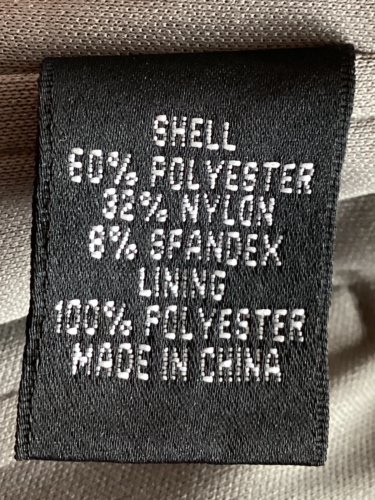 SHELL
60% POLYESTER
32% NYLON
8% SPANDEX
LINING
100% POLYESTER
MADE IN CHINA